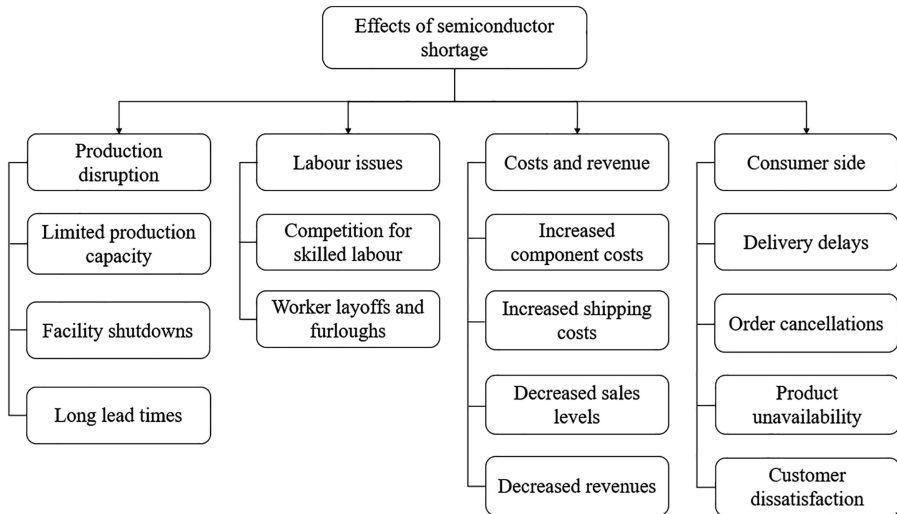 Effects of semiconductor
shortage
Production
disruption
Limited production
capacity
Facility shutdowns
Long lead times
Labour issues
Competition for
skilled labour
Worker layoffs and
furloughs
Costs and revenue
Increased
component costs
Increased shipping
costs
Decreased sales
levels
Decreased revenues
Consumer side
Delivery delays
Order cancellations
Product
unavailability
Customer
dissatisfaction